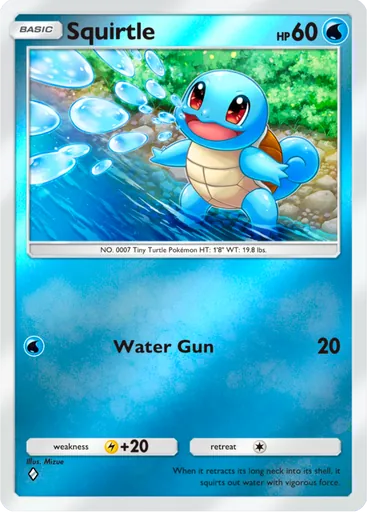 BASIC Squirtle HP 60
NO. 0007 Tiny Turtle Pokémon HT: 1'8" WT: 19.8 lbs.
Water Gun 20
weakness +20 retreat
Illus. Mizue
When it retracts its long neck into its shell, it
squirts out water with vigorous force.